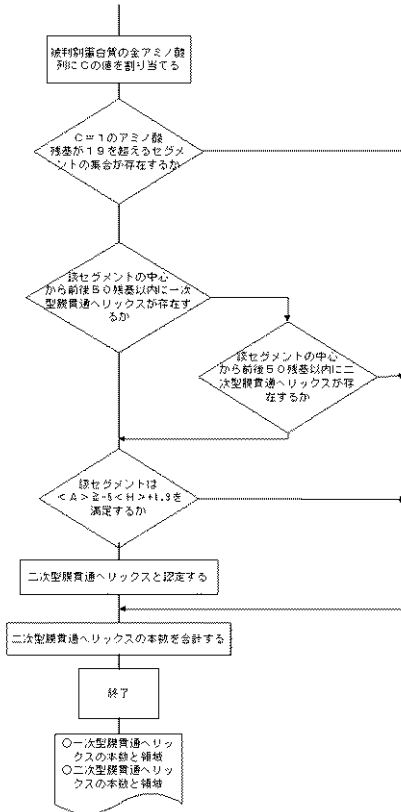 被判別蛋白質の全アミノ酸
列にCの値を割り当てる
C=1のアミノ酸
残基が19を超えるセグメ
ントの集合が存在するか
該セグメントの中心
から前後50残基以内に一次
型膜貫通ヘリックスが存在す
るか
該セグメントの中心
から前後50残基以内に二
次型膜貫通ヘリックスが存
在するか
該セグメントは
<A>≧-5<H>+1.9を
満足するか
二次型膜貫通ヘリックスと認定する
二次型膜貫通ヘリックスの本数を合計する
終了
○一次型膜貫通ヘリッ
クスの本数と領域
○二次型膜貫通ヘリッ
クスの本数と領域